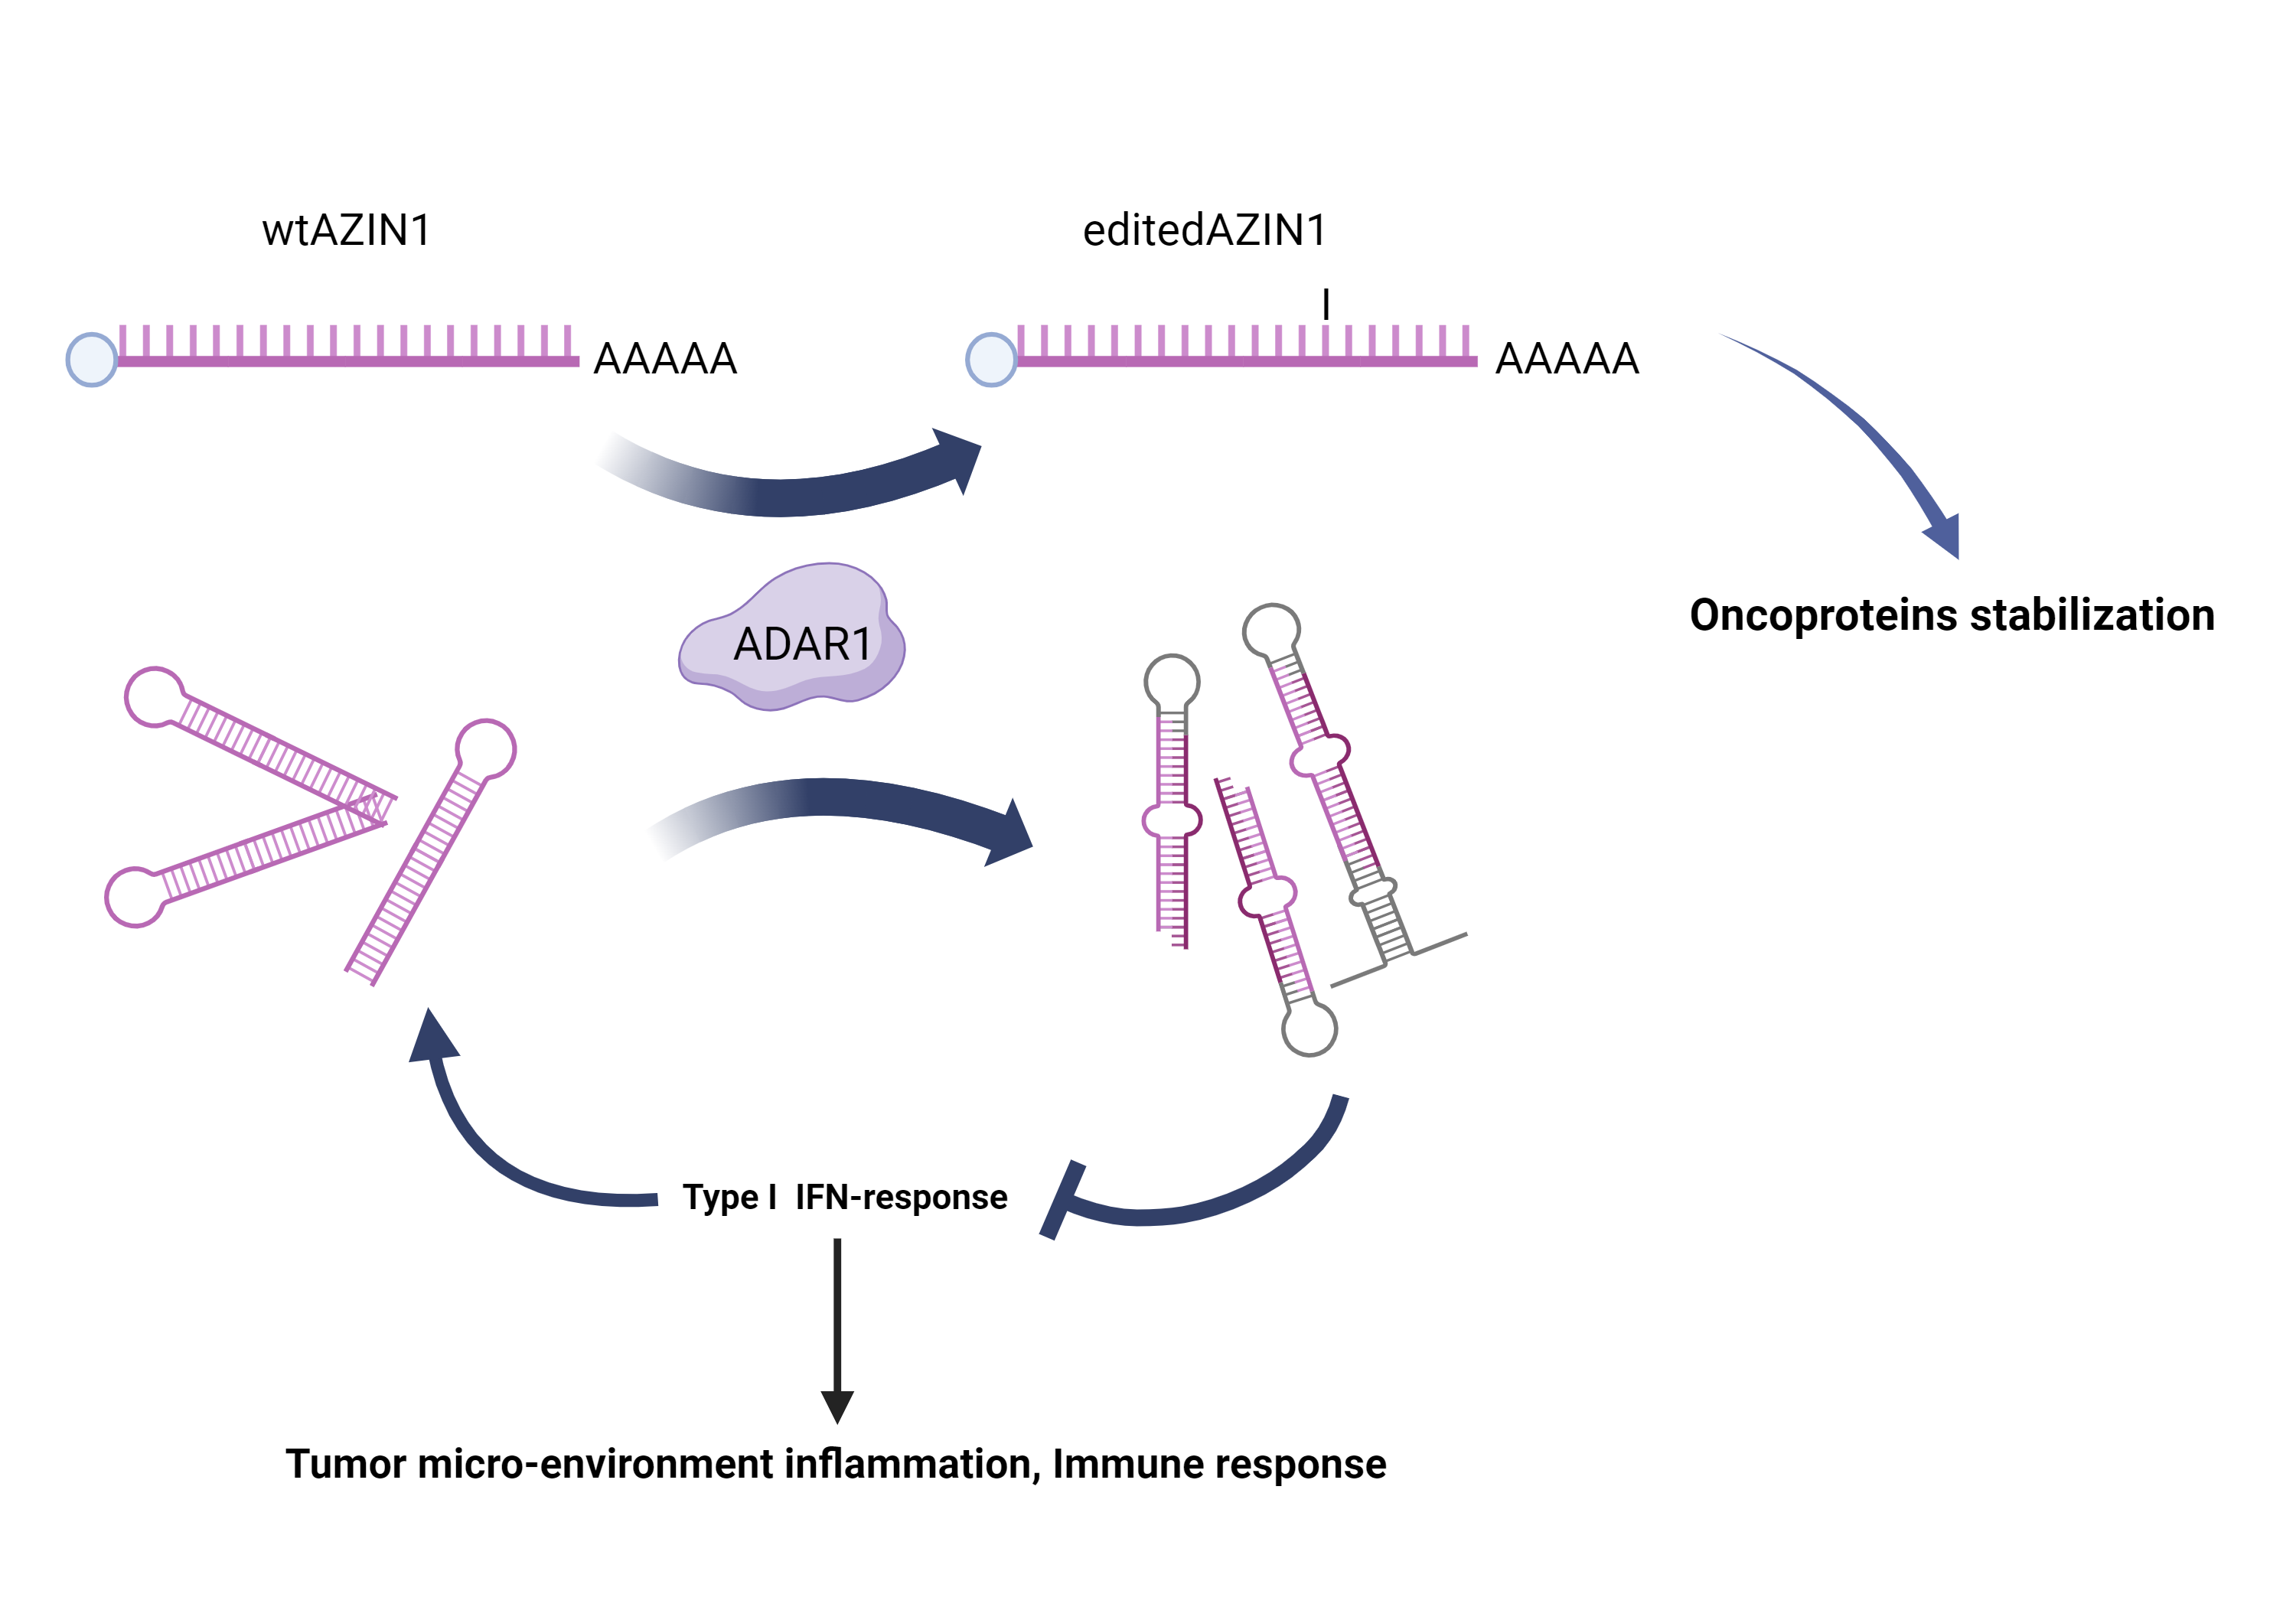 wtAZIN1
editedAZIN1
I
AAAAA
AAAAA
Oncoproteins stabilization
ADAR1
Type I  IFN-response
Tumor micro-environment inflammation, Immune response